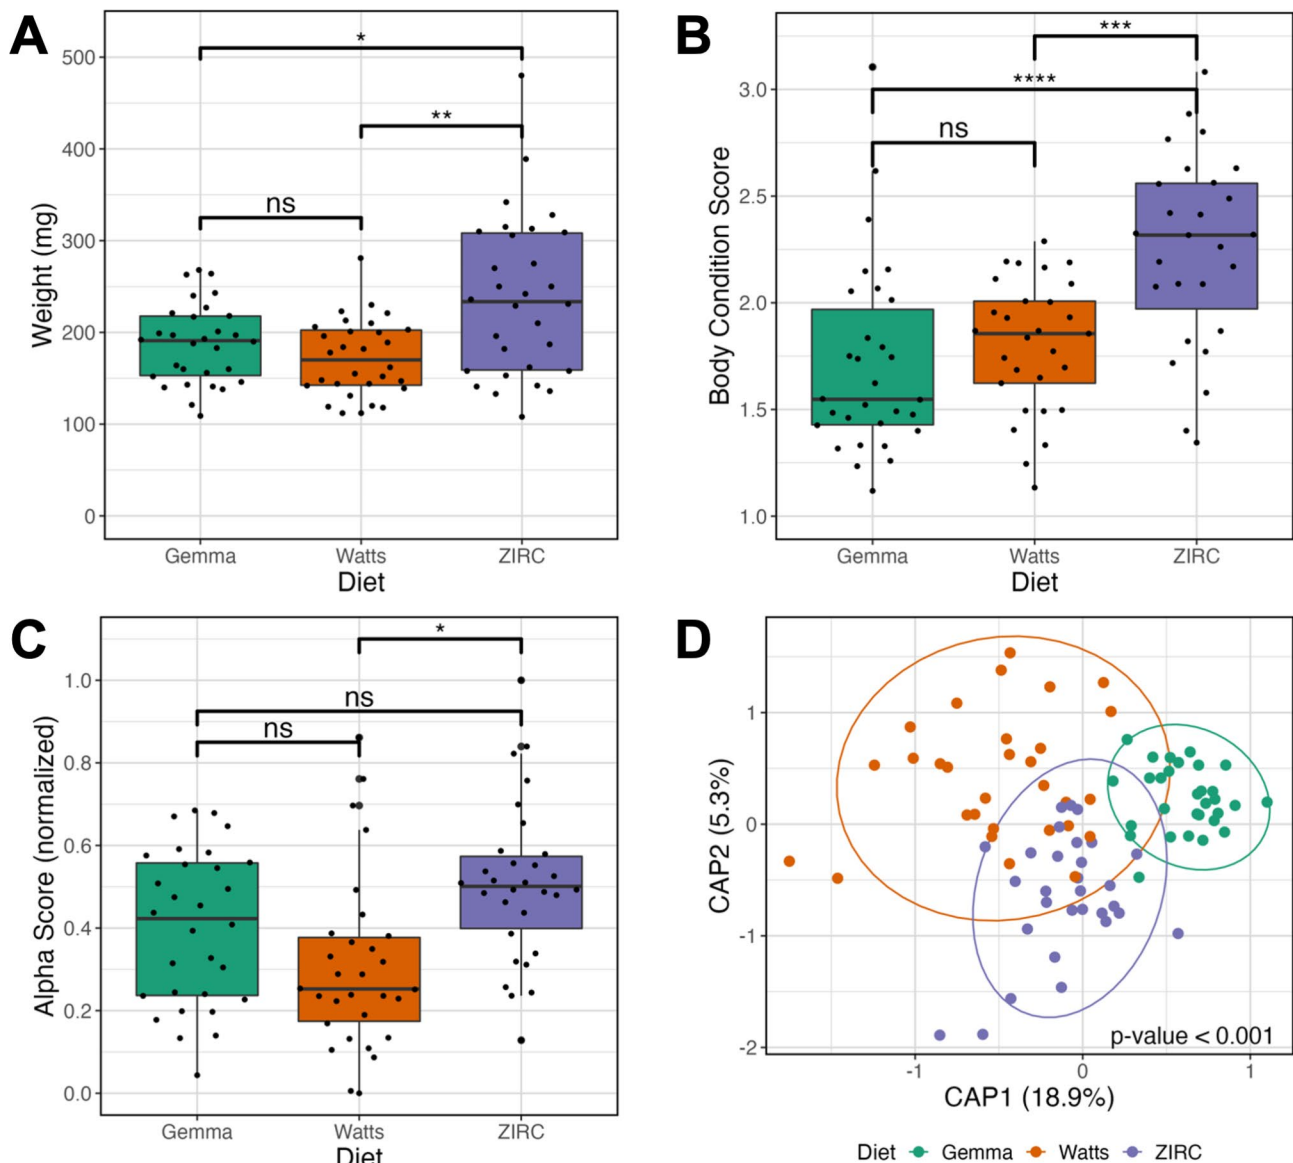 A
Weight (mg)
500
400
300
200
100
0
*
**
ns
Gemma Watts ZIRC
Diet
B
Body Condition Score
3.0
2.5
2.0
1.5
1.0
***
****
ns
Gemma Watts ZIRC
Diet
C
Alpha Score (normalized)
1.0
0.8
0.6
0.4
0.2
0.0
*
ns
ns
Gemma Watts ZIRC
Diet
D
CAP2 (5.3%)
1
0
-1
-2
p-value < 0.001
-1 0 1
CAP1 (18.9%)
Diet Gemma Watts ZIRC